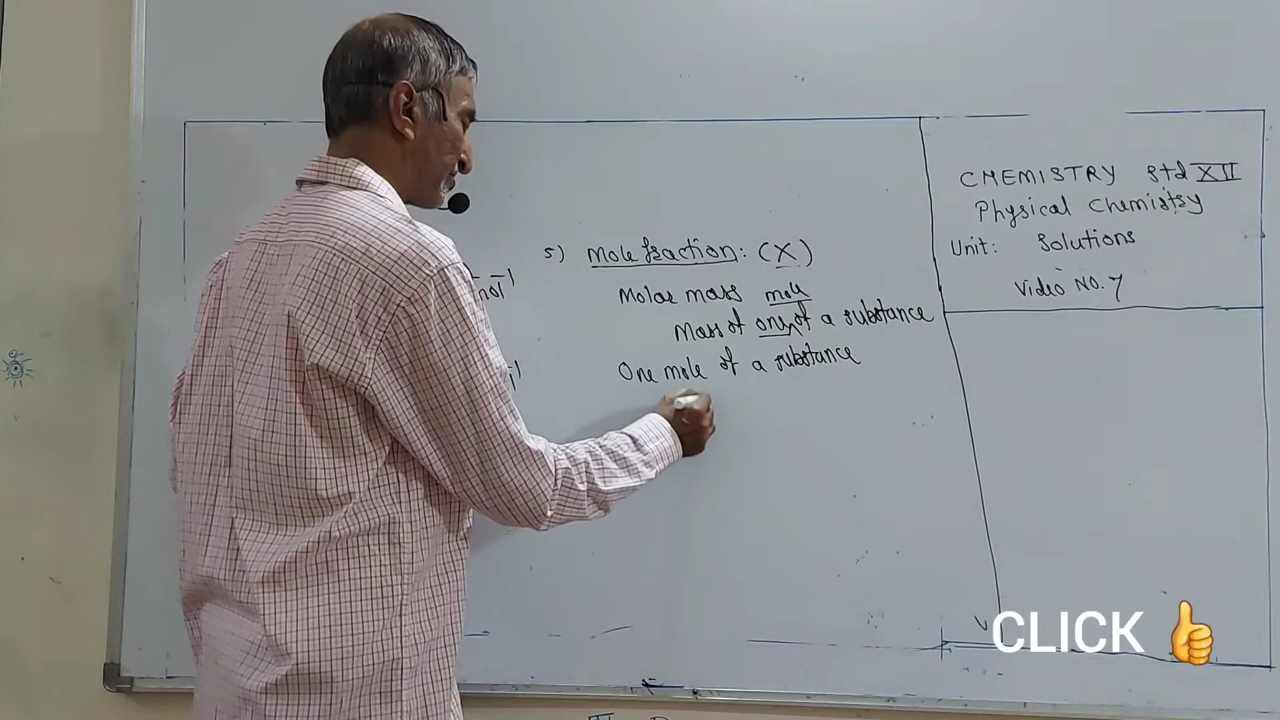 5) Mole fraction: (X)
Molar mass mole
Mass of one of a substance
One mole of a substance
CHEMISTRY Std XII
Physical Chemistry
Unit: Solutions
Video No. 7
CLICK 👍